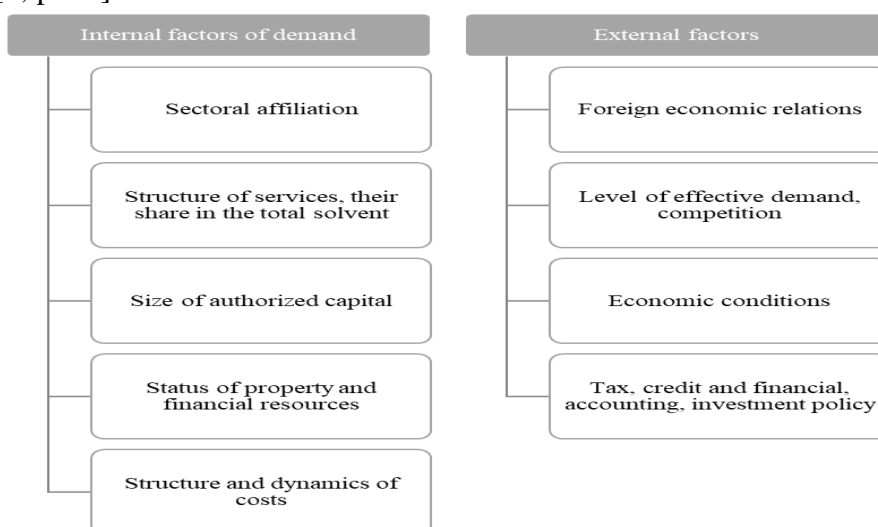 Internal factors of demand
Sectoral affiliation
Structure of services, their
share in the total solvent
Size of authorized capital
Status of property and
financial resources
Structure and dynamics of
costs
External factors
Foreign economic relations
Level of effective demand,
competition
Economic conditions
Tax, credit and financial,
accounting, investment policy